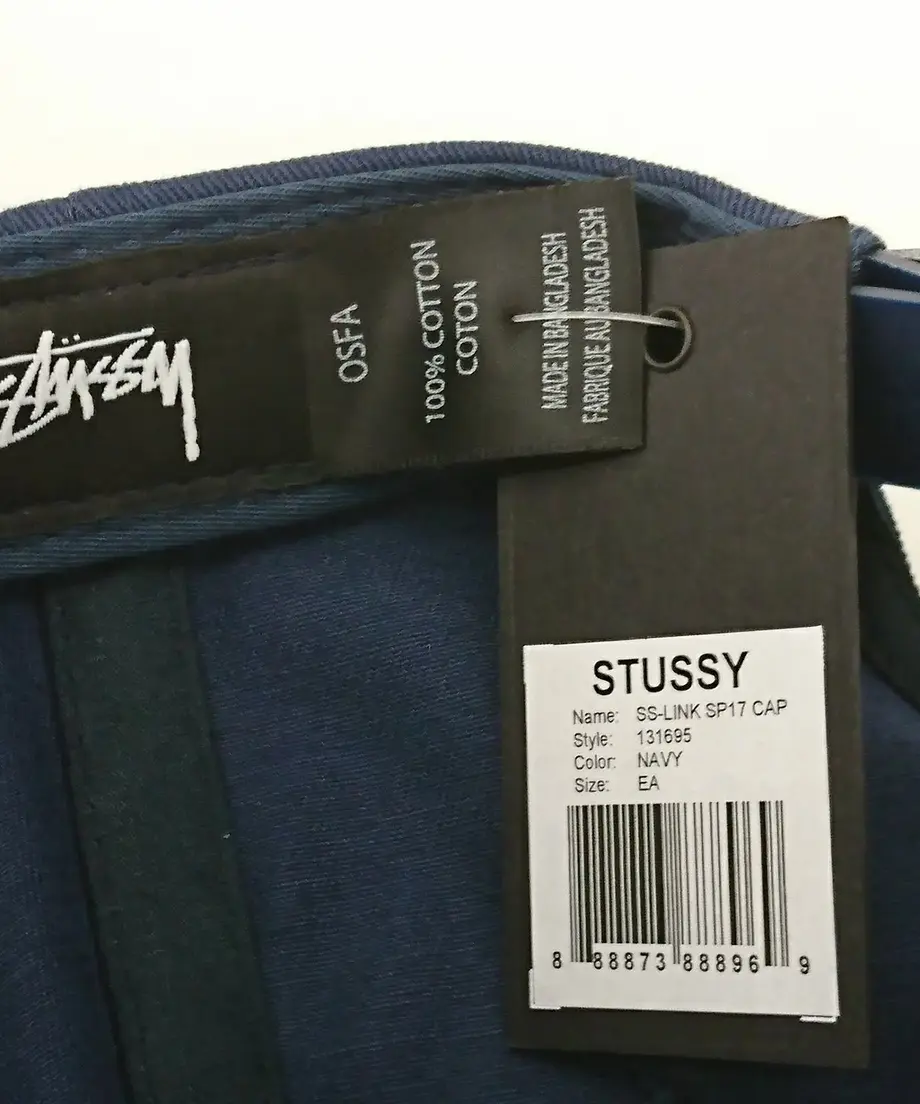 STÜSSY
OSFA
100% COTTON
COTON
MADE IN BANGLADESH
FABRIQUE AU BANGLADESH
STUSSY
Name: SS-LINK SP17 CAP
Style: 131695
Color: NAVY
Size: EA
8 88873 88896 9